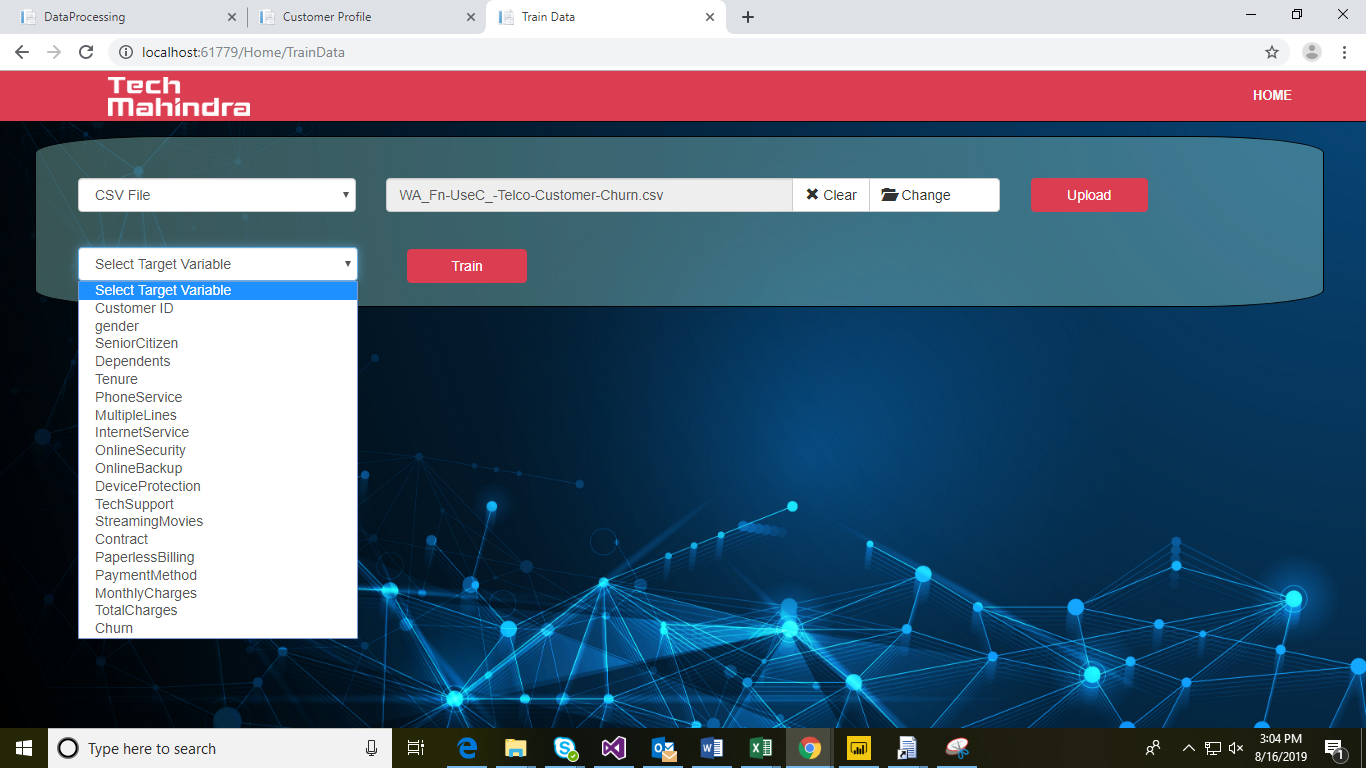 DataProcessing
Customer Profile
Train Data
localhost:61779/Home/TrainData
Tech
Mahindra
HOME
CSV File
WA_Fn-UseC_-Telco-Customer-Churn.csv
Clear
Change
Upload
Select Target Variable
Train
Select Target Variable
Customer ID
gender
SeniorCitizen
Dependents
Tenure
PhoneService
MultipleLines
InternetService
OnlineSecurity
OnlineBackup
DeviceProtection
TechSupport
StreamingMovies
Contract
PaperlessBilling
PaymentMethod
MonthlyCharges
TotalCharges
Churn
Type here to search
3:04 PM
8/16/2019
1